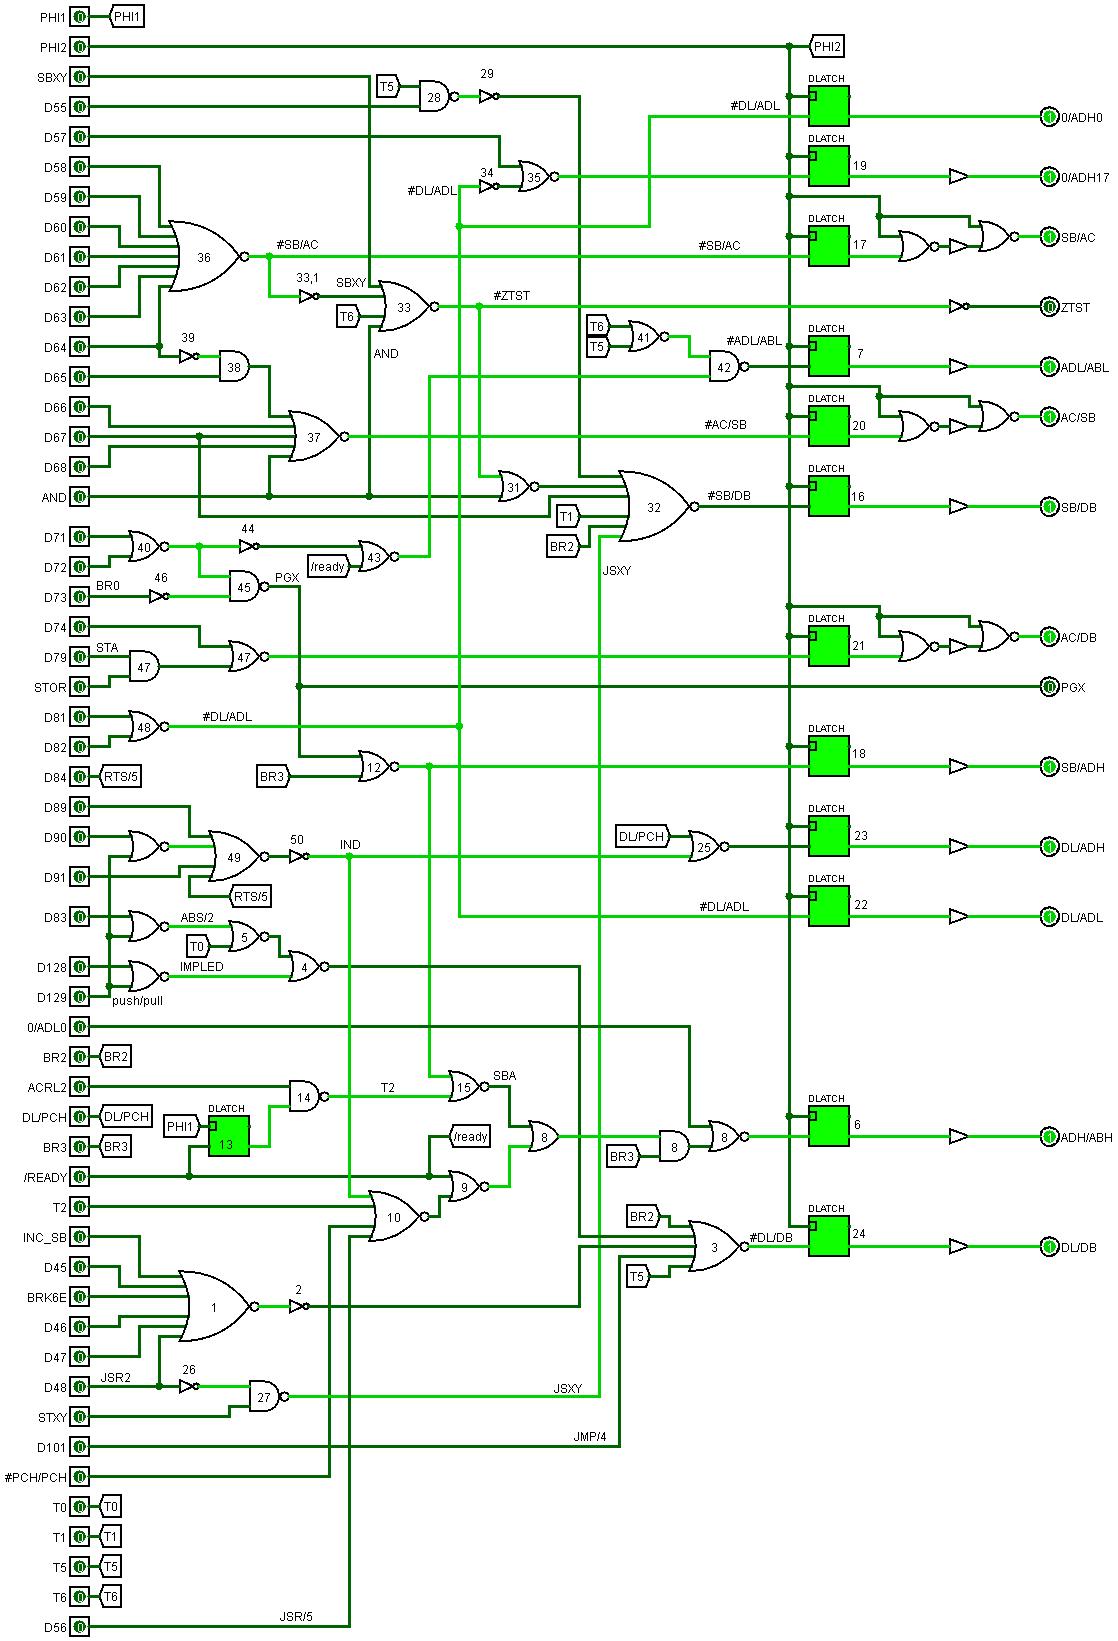 PHI1 0 PHI1
PHI2 0 PHI2
SBXY 0
T5 28 29
DLATCH
D55 0
#DL/ADL
1 0/ADH0
D57 0
DLATCH
D58 0
34 35
19
1 0/ADH17
#DL/ADL
D59 0
D60 0
DLATCH
D61 0
36
#SB/AC
#SB/AC
17
1 SB/AC
D62 0
33,1
SBXY
33
#ZTST
D63 0
T6
0 ZTST
D64 0
39
T6
T5
41
#ADL/ABL
DLATCH
AND
D65 0
38
42
7
1 ADL/ABL
D66 0
DLATCH
D67 0
37
#AC/SB
20
1 AC/SB
D68 0
DLATCH
AND 0
31
32
#SB/DB
16
1 SB/DB
T1
D71 0
40
44
BR2
D72 0
/ready
43
JSXY
D73 0
BR0
46
45
PGX
D74 0
DLATCH
D79 0
STA
47
47
21
1 AC/DB
STOR 0
0 PGX
D81 0
48
#DL/ADL
D82 0
DLATCH
D84 0
RTS/5
BR3
12
18
1 SB/ADH
D89 0
DLATCH
D90 0
DL/PCH
25
23
1 DL/ADH
49
50
IND
D91 0
RTS/5
DLATCH
D83 0
ABS/2
5
#DL/ADL
22
1 DL/ADL
T0
D128 0
IMPLED
4
D129 0
push/pull
0/ADL0 0
BR2 0
BR2
ACRL2 0
14
T2
15
SBA
DL/PCH 0
DL/PCH
DLATCH
PHI1
13
DLATCH
BR3 0
BR3
/ready
8
BR3
8
8
6
1 ADH/ABH
/READY 0
9
T2 0
10
BR2
DLATCH
INC_SB 0
3
#DL/DB
24
1 DL/DB
D45 0
T5
BRK6E 0
1
2
D46 0
D47 0
D48 0
JSR2
26
27
JSXY
STXY 0
D101 0
JMP/4
#PCH/PCH 0
T0 0
T0
T1 0
T1
T5 0
T5
T6 0
T6
D56 0
JSR/5